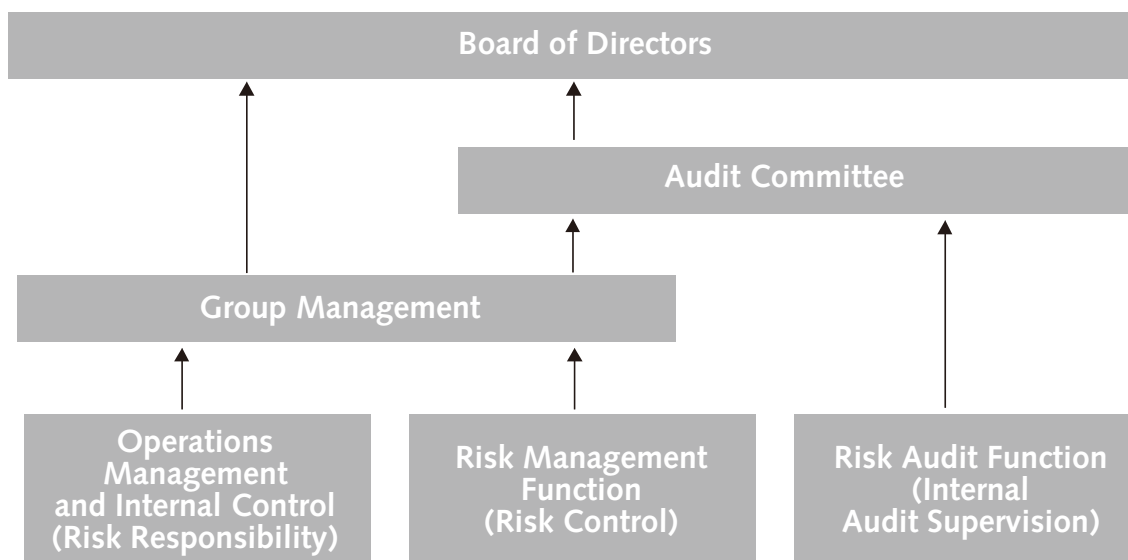 Board of Directors
Audit Committee
Group Management
Operations
Management
and Internal Control
(Risk Responsibility)
Risk Management
Function
(Risk Control)
Risk Audit Function
(Internal
Audit Supervision)